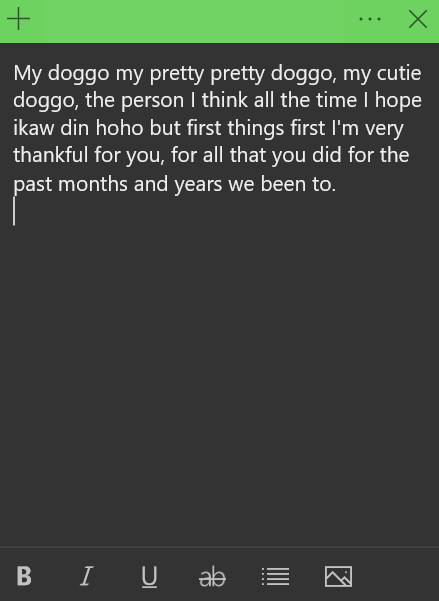 My doggo my pretty pretty doggo, my cutie
doggo, the person I think all the time I hope
ikaw din hoho but first things first I'm very
thankful for you, for all that you did for the
past months and years we been to.
B I U ab